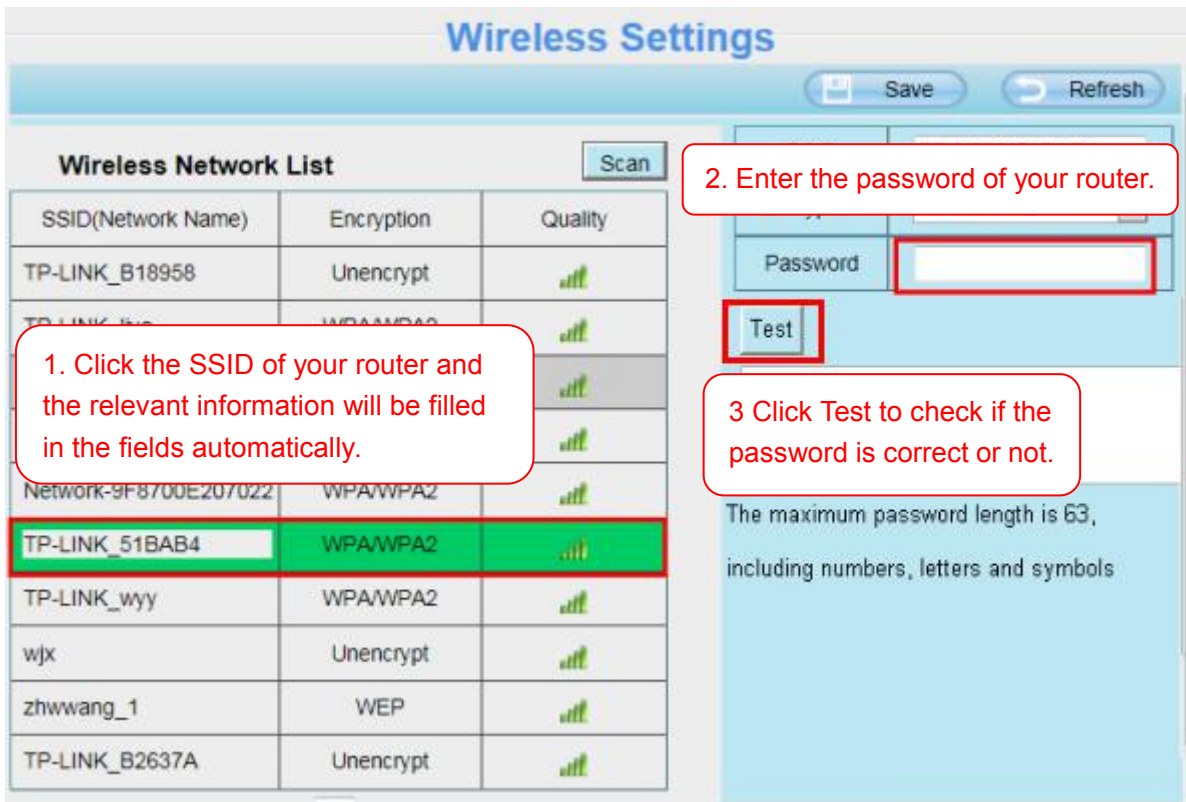 Wireless Settings
Save Refresh
Wireless Network List Scan
2. Enter the password of your router.
SSID(Network Name) Encryption Quality
Password
TP-LINK_B18958 Unencrypt
Test
1. Click the SSID of your router and
the relevant information will be filled
in the fields automatically.
3 Click Test to check if the
password is correct or not.
Network-9F8700E207022 WPA/WPA2
The maximum password length is 63,
including numbers, letters and symbols
TP-LINK_51BAB4 WPA/WPA2
TP-LINK_wyy WPA/WPA2
wjx Unencrypt
zhwwang_1 WEP
TP-LINK_B2637A Unencrypt